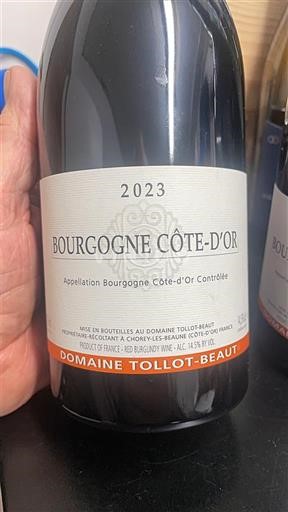 2023
BOURGOGNE CÔTE-D'OR
Appellation Bourgogne Côte-d'Or Contrôlée
MISE EN BOUTEILLES AU DOMAINE TOLLOT-BEAUT
PROPRIÉTAIRE-RÉCOLTANT À CHOREY-LES-BEAUNE (CÔTE-D'OR) FRANCE
PRODUCT OF FRANCE - RED BURGUNDY WINE - ALC. 14.5% BY VOL.
DOMAINE TOLLOT-BEAUT